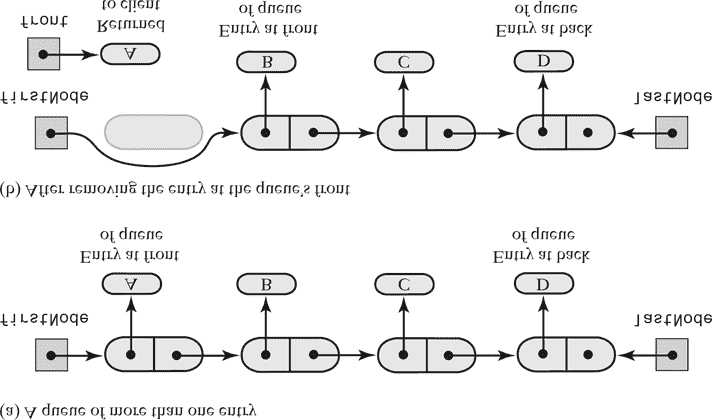 (a) A queue of more than one entry
firstNode
lastNode
A
B
C
D
Entry at front
of queue
Entry at back
of queue
(b) After removing the entry at the queue's front
firstNode
lastNode
A
B
C
D
front
Returned
to client
Entry at front
of queue
Entry at back
of queue